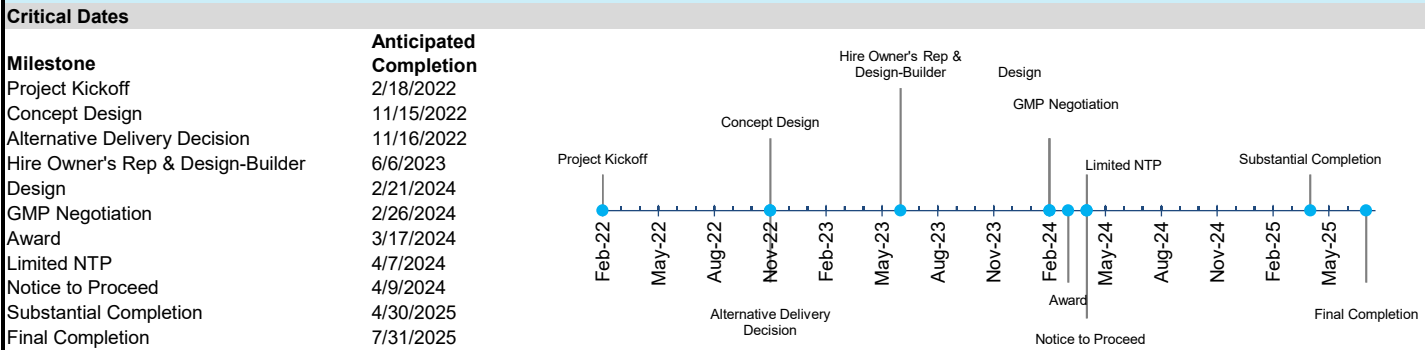 Critical Dates
Milestone Anticipated Completion
Project Kickoff 2/18/2022
Concept Design 11/15/2022
Alternative Delivery Decision 11/16/2022
Hire Owner's Rep & Design-Builder 6/6/2023
Design 2/21/2024
GMP Negotiation 2/26/2024
Award 3/17/2024
Limited NTP 4/7/2024
Notice to Proceed 4/9/2024
Substantial Completion 4/30/2025
Final Completion 7/31/2025
Hire Owner's Rep &
Design-Builder
Design
GMP Negotiation
Concept Design
Project Kickoff
Limited NTP
Substantial Completion
Feb-22
May-22
Aug-22
Nov-22
Feb-23
May-23
Aug-23
Nov-23
Feb-24
May-24
Aug-24
Nov-24
Feb-25
May-25
Award
Alternative Delivery
Decision
Final Completion
Notice to Proceed